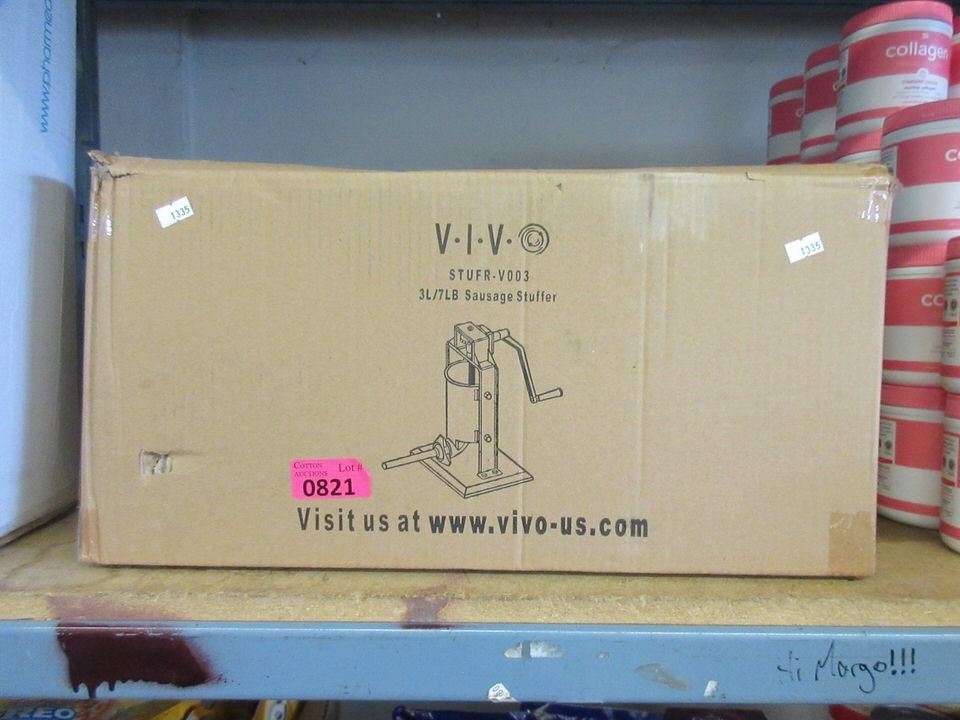 www.
collagen
1335
1335
V·I·V·O
STUFR-V003
3L/7LB Sausage Stuffer
COTTON
AUCTIONS
Lot #
0821
Visit us at www.vivo-us.com
Hi Margo!!!